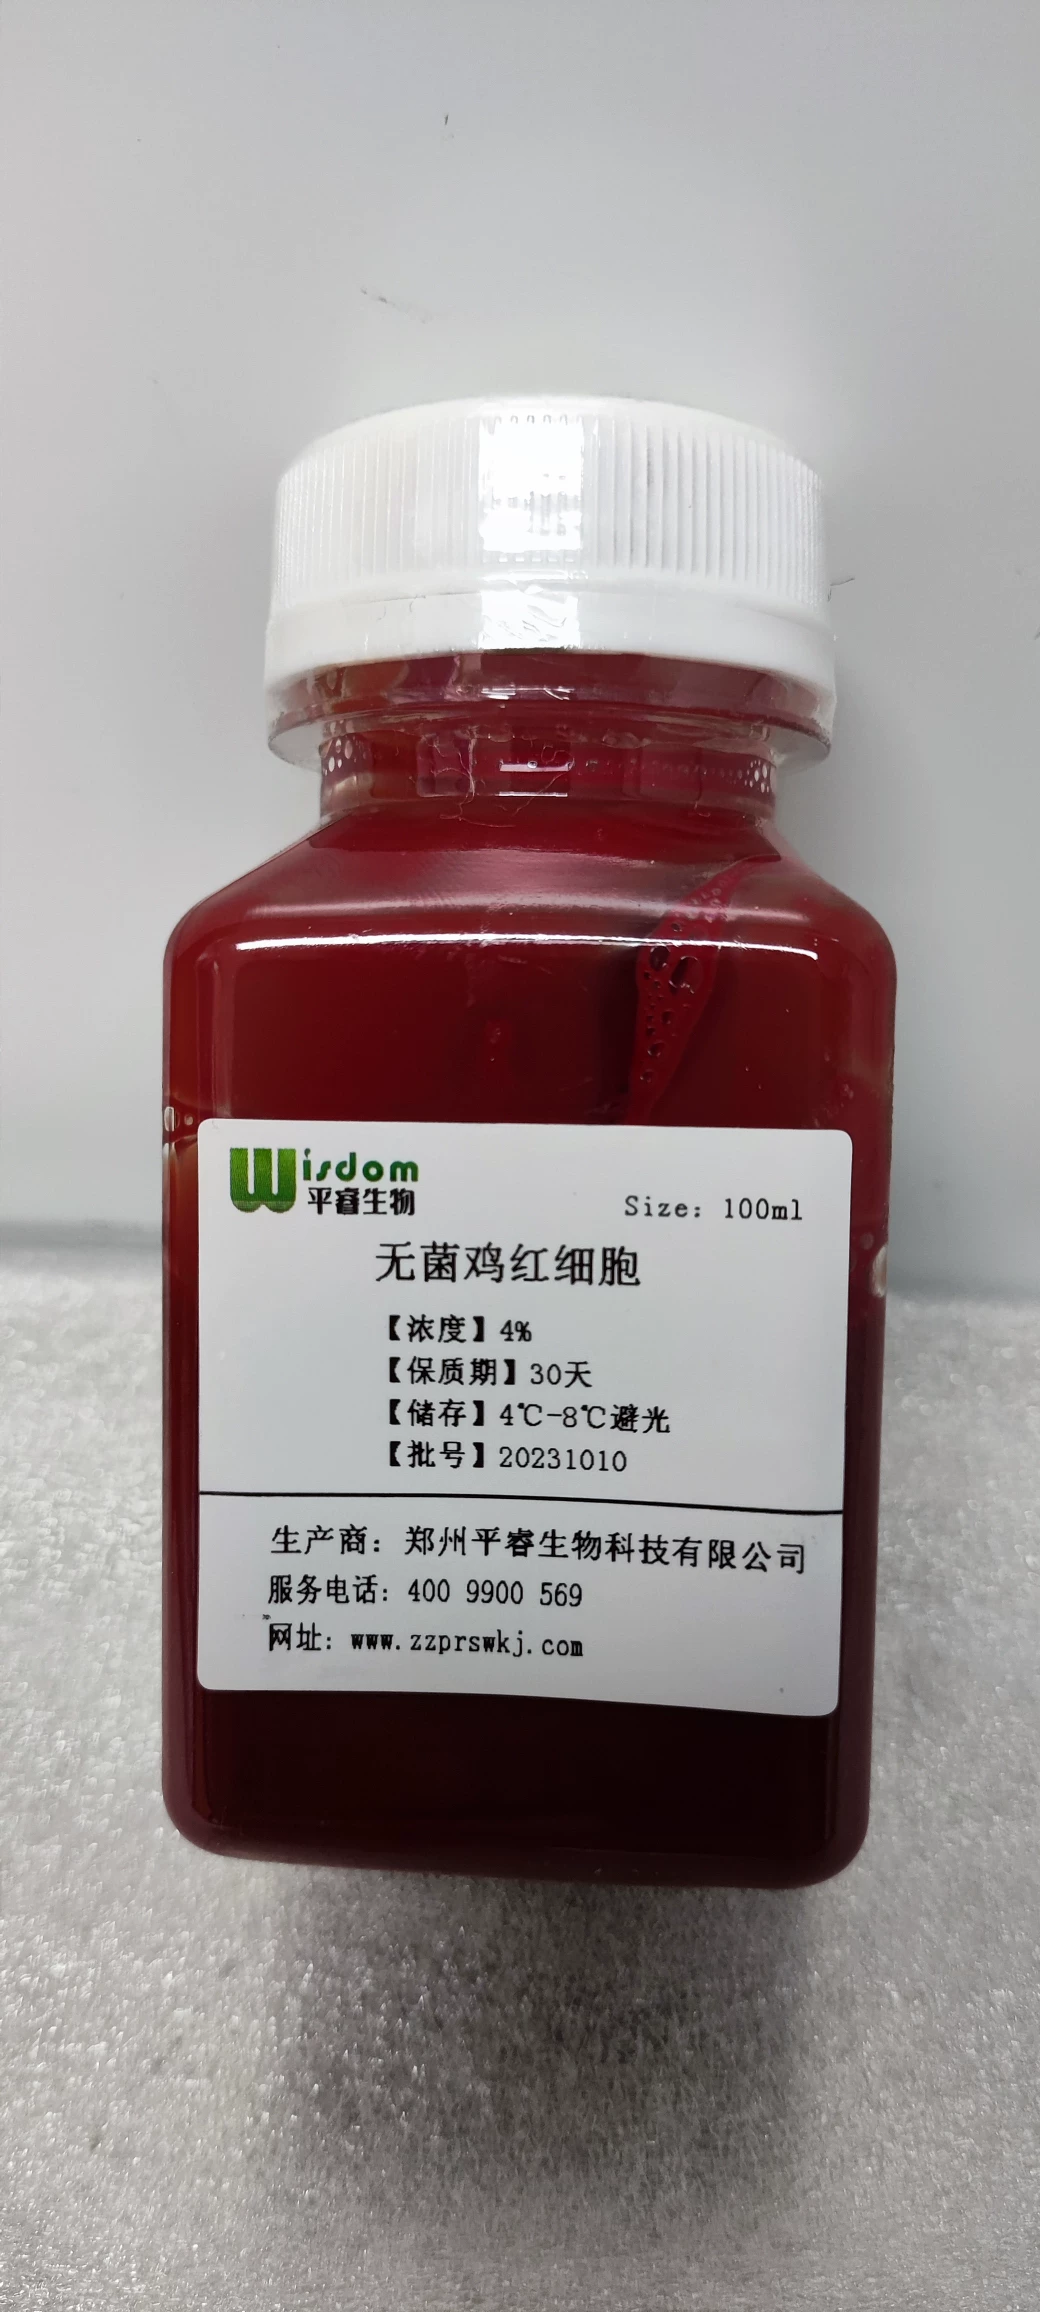 Wisdom
平睿生物
Size: 100ml
无菌鸡红细胞
【浓度】4%
【保质期】30天
【储存】4℃-8℃避光
【批号】20231010
生产商：郑州平睿生物科技有限公司
服务电话：400 9900 569
网址：www.zzprswkj.com